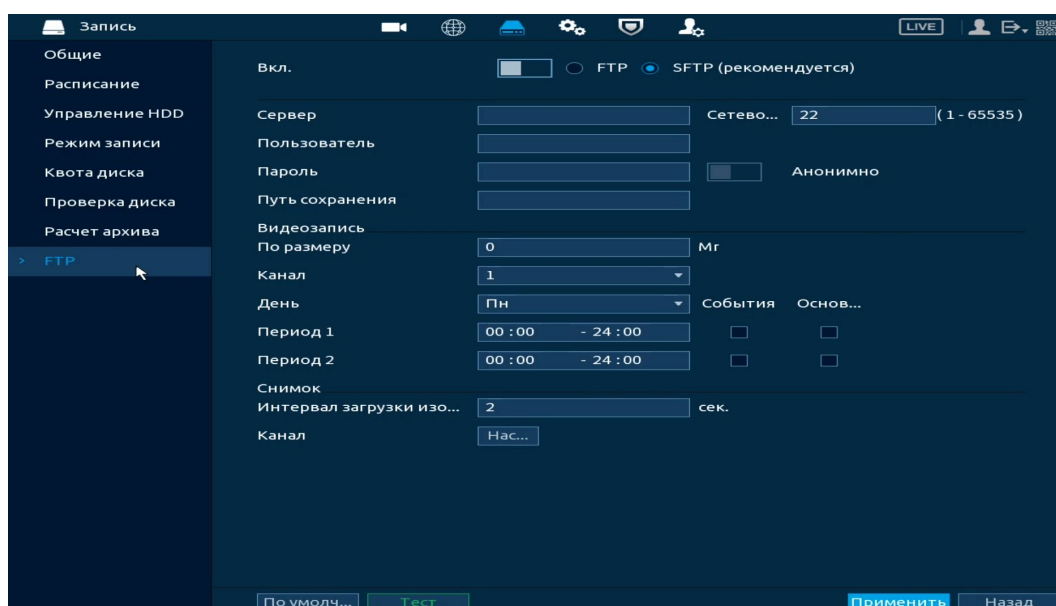 Запись LIVE
Общие
Расписание
Управление HDD
Режим записи
Квота диска
Проверка диска
Расчет архива
> FTP
Вкл. FTP SFTP (рекомендуется)
Сервер Сетево... 22 (1-65535)
Пользователь
Пароль Анонимно
Путь сохранения
Видеозапись
По размеру 0 Мг
Канал 1
День Пн События Основ...
Период 1 00:00 - 24:00
Период 2 00:00 - 24:00
Снимок
Интервал загрузки изо... 2 сек.
Канал Нас...
По умолч... Тест Применить Назад